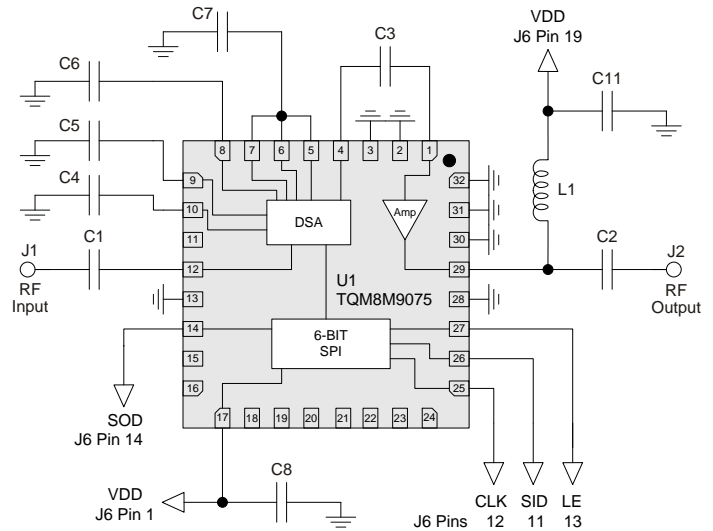 C7
VDD
J6 Pin 19
C3
C6
C11
C5
8
7
6
5
4
3
2
1
C4
9
32
L1
10
DSA
Amp
31
J1
C1
11
30
C2
J2
12
29
RF
Input
U1
RF
Output
13
TQM8M9075
28
14
6-BIT
SPI
27
15
26
16
25
SOD
J6 Pin 14
17
18
19
20
21
22
23
24
C8
VDD
J6 Pin 1
CLK SID LE
J6 Pins 12 11 13